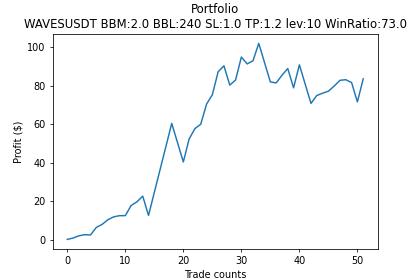 Portfolio
WAVESUSDT BBM:2.0 BBL:240 SL:1.0 TP:1.2 lev:10 WinRatio:73.0
100
80
60
40
20
0
Profit ($)
0 10 20 30 40 50
Trade counts